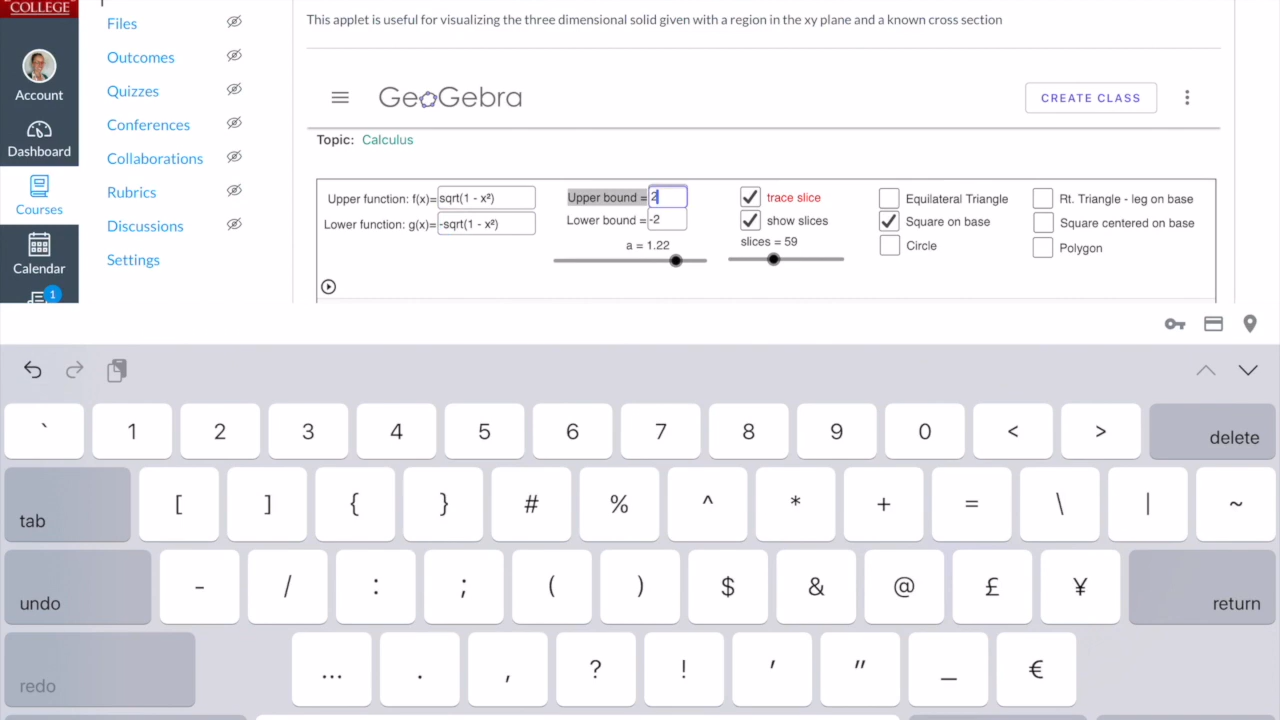 COLLEGE
Account
Dashboard
Courses
Calendar
1
Files
Outcomes
Quizzes
Conferences
Collaborations
Rubrics
Discussions
Settings
This applet is useful for visualizing the three dimensional solid given with a region in the xy plane and a known cross section
GeoGebra
CREATE CLASS
Topic: Calculus
Upper function: f(x)= sqrt(1 - x²)
Lower function: g(x)= -sqrt(1 - x²)
Upper bound = 2
Lower bound = -2
a = 1.22
trace slice
show slices
slices = 59
Equilateral Triangle
Square on base
Circle
Rt. Triangle - leg on base
Square centered on base
Polygon
` 1 2 3 4 5 6 7 8 9 0 < > delete
tab [ ] { } # % ^ * + = \ | ~
undo - / : ; ( ) $ & @ £ ¥ return
redo ... . , ? ! ' " _ €